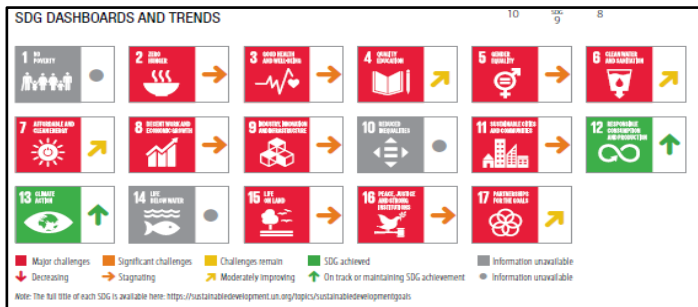 SDG DASHBOARDS AND TRENDS
10 SDG 9 8
1 NO POVERTY
2 ZERO HUNGER
3 GOOD HEALTH AND WELL-BEING
4 QUALITY EDUCATION
5 GENDER EQUALITY
6 CLEAN WATER AND SANITATION
7 AFFORDABLE AND CLEAN ENERGY
8 DECENT WORK AND ECONOMIC GROWTH
9 INDUSTRY, INNOVATION AND INFRASTRUCTURE
10 REDUCED INEQUALITIES
11 SUSTAINABLE CITIES AND COMMUNITIES
12 RESPONSIBLE CONSUMPTION AND PRODUCTION
13 CLIMATE ACTION
14 LIFE BELOW WATER
15 LIFE ON LAND
16 PEACE, JUSTICE AND STRONG INSTITUTIONS
17 PARTNERSHIPS FOR THE GOALS
Major challenges Significant challenges Challenges remain SDG achieved Information unavailable
Decreasing Stagnating Moderately improving On track or maintaining SDG achievement Information unavailable
Note: The full title of each SDG is available here: https://sustainabledevelopment.un.org/topics/sustainabledevelopmentgoals